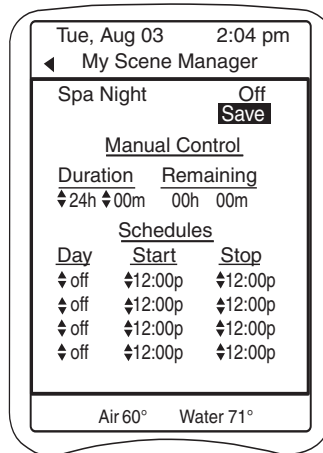 Tue, Aug 03 2:04 pm
My Scene Manager
Spa Night Off
Save
Manual Control
Duration Remaining
24h 00m 00h 00m
Schedules
Day Start Stop
off 12:00p 12:00p
off 12:00p 12:00p
off 12:00p 12:00p
off 12:00p 12:00p
Air 60° Water 71°